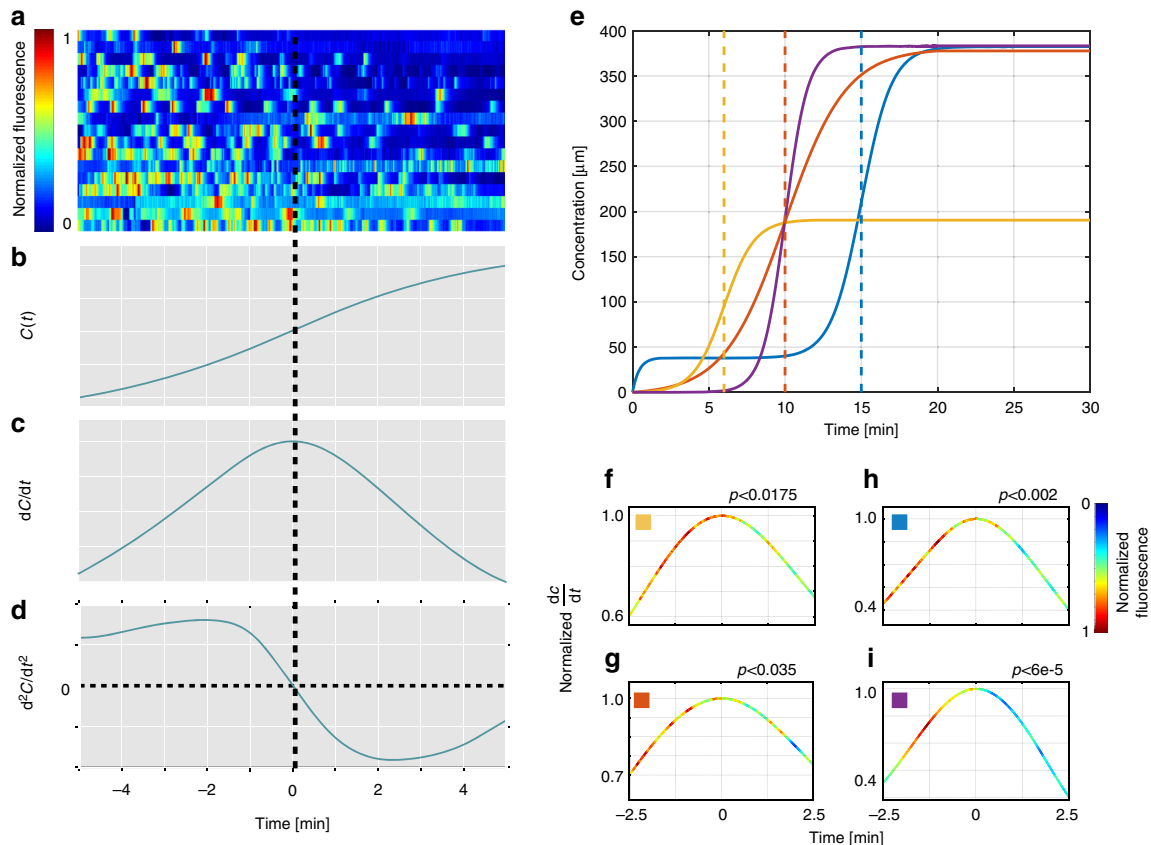 a
1
Normalized fluorescence
0
b
C(t)
c
dC/dt
d
d²C/dt²
0
−4 −2 0 2 4
Time [min]
e
400
350
300
250
200
150
100
50
0
Concentration [μm]
0 5 10 15 20 25 30
Time [min]
f
p<0.0175
1.0
0.6
h
p<0.002
1.0
0.4
0
Normalized fluorescence
1
Normalized dc/dt
g
p<0.035
1.0
0.7
−2.5 0 2.5
i
p<6e-5
1.0
0.4
−2.5 0 2.5
Time [min]